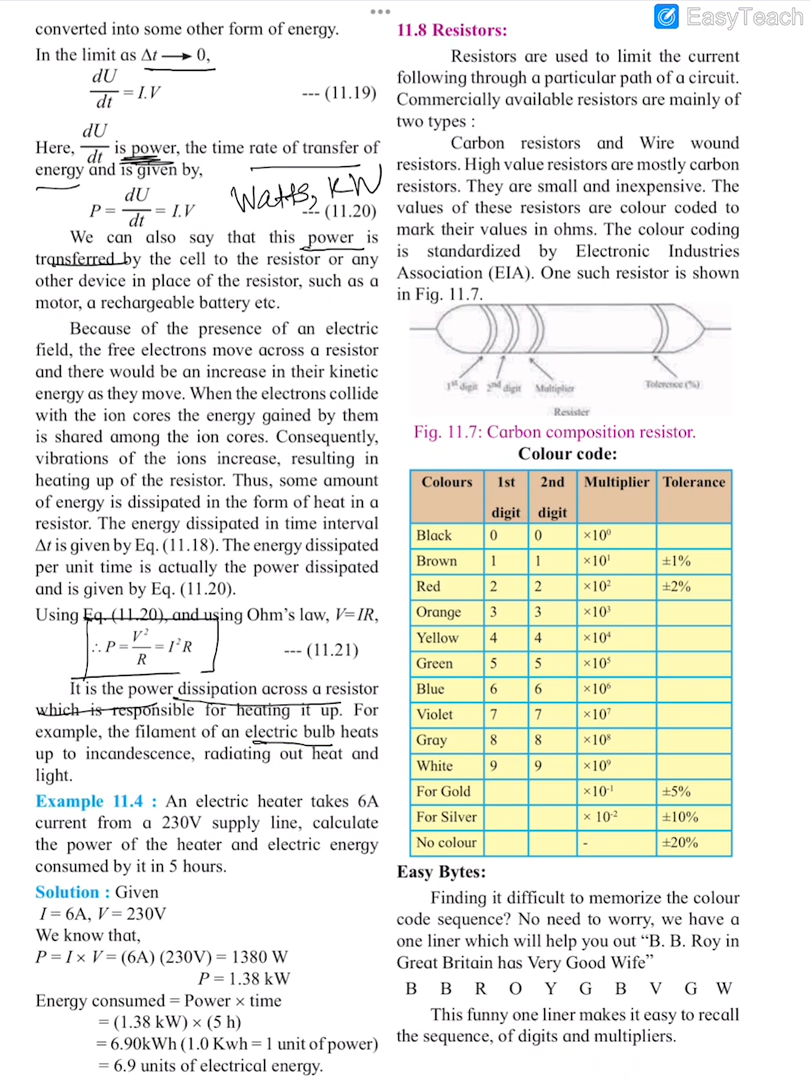 EasyTeach
converted into some other form of energy.
In the limit as Δt ⟶ 0,
dU/dt = I.V --- (11.19)
Here, dU/dt is power, the time rate of transfer of
energy and is given by,
Watts, KW
P = dU/dt = I.V --- (11.20)
We can also say that this power is
transferred by the cell to the resistor or any
other device in place of the resistor, such as a
motor, a rechargeable battery etc.
Because of the presence of an electric
field, the free electrons move across a resistor
and there would be an increase in their kinetic
energy as they move. When the electrons collide
with the ion cores the energy gained by them
is shared among the ion cores. Consequently,
vibrations of the ions increase, resulting in
heating up of the resistor. Thus, some amount
of energy is dissipated in the form of heat in a
resistor. The energy dissipated in time interval
Δt is given by Eq. (11.18). The energy dissipated
per unit time is actually the power dissipated
and is given by Eq. (11.20).
Using Eq. (11.20), and using Ohm's law, V=IR,
∴ P = V²/R = I²R --- (11.21)
It is the power dissipation across a resistor
which is responsible for heating it up. For
example, the filament of an electric bulb heats
up to incandescence, radiating out heat and
light.
Example 11.4 : An electric heater takes 6A
current from a 230V supply line, calculate
the power of the heater and electric energy
consumed by it in 5 hours.
Solution : Given
I = 6A, V = 230V
We know that,
P = I × V = (6A) (230V) = 1380 W
P = 1.38 kW
Energy consumed = Power × time
= (1.38 kW) × (5 h)
= 6.90kWh (1.0 Kwh = 1 unit of power)
= 6.9 units of electrical energy.
11.8 Resistors:
Resistors are used to limit the current
following through a particular path of a circuit.
Commercially available resistors are mainly of
two types :
Carbon resistors and Wire wound
resistors. High value resistors are mostly carbon
resistors. They are small and inexpensive. The
values of these resistors are colour coded to
mark their values in ohms. The colour coding
is standardized by Electronic Industries
Association (EIA). One such resistor is shown
in Fig. 11.7.
1st digit 2nd digit Multiplier Tolerence (%)
Resister
Fig. 11.7: Carbon composition resistor.
Colour code:
Colours 1st digit 2nd digit Multiplier Tolerance
Black 0 0 ×10⁰
Brown 1 1 ×10¹ ±1%
Red 2 2 ×10² ±2%
Orange 3 3 ×10³
Yellow 4 4 ×10⁴
Green 5 5 ×10⁵
Blue 6 6 ×10⁶
Violet 7 7 ×10⁷
Gray 8 8 ×10⁸
White 9 9 ×10⁹
For Gold ×10⁻¹ ±5%
For Silver × 10⁻² ±10%
No colour - ±20%
Easy Bytes:
Finding it difficult to memorize the colour
code sequence? No need to worry, we have a
one liner which will help you out “B. B. Roy in
Great Britain has Very Good Wife”
B B R O Y G B V G W
This funny one liner makes it easy to recall
the sequence, of digits and multipliers.